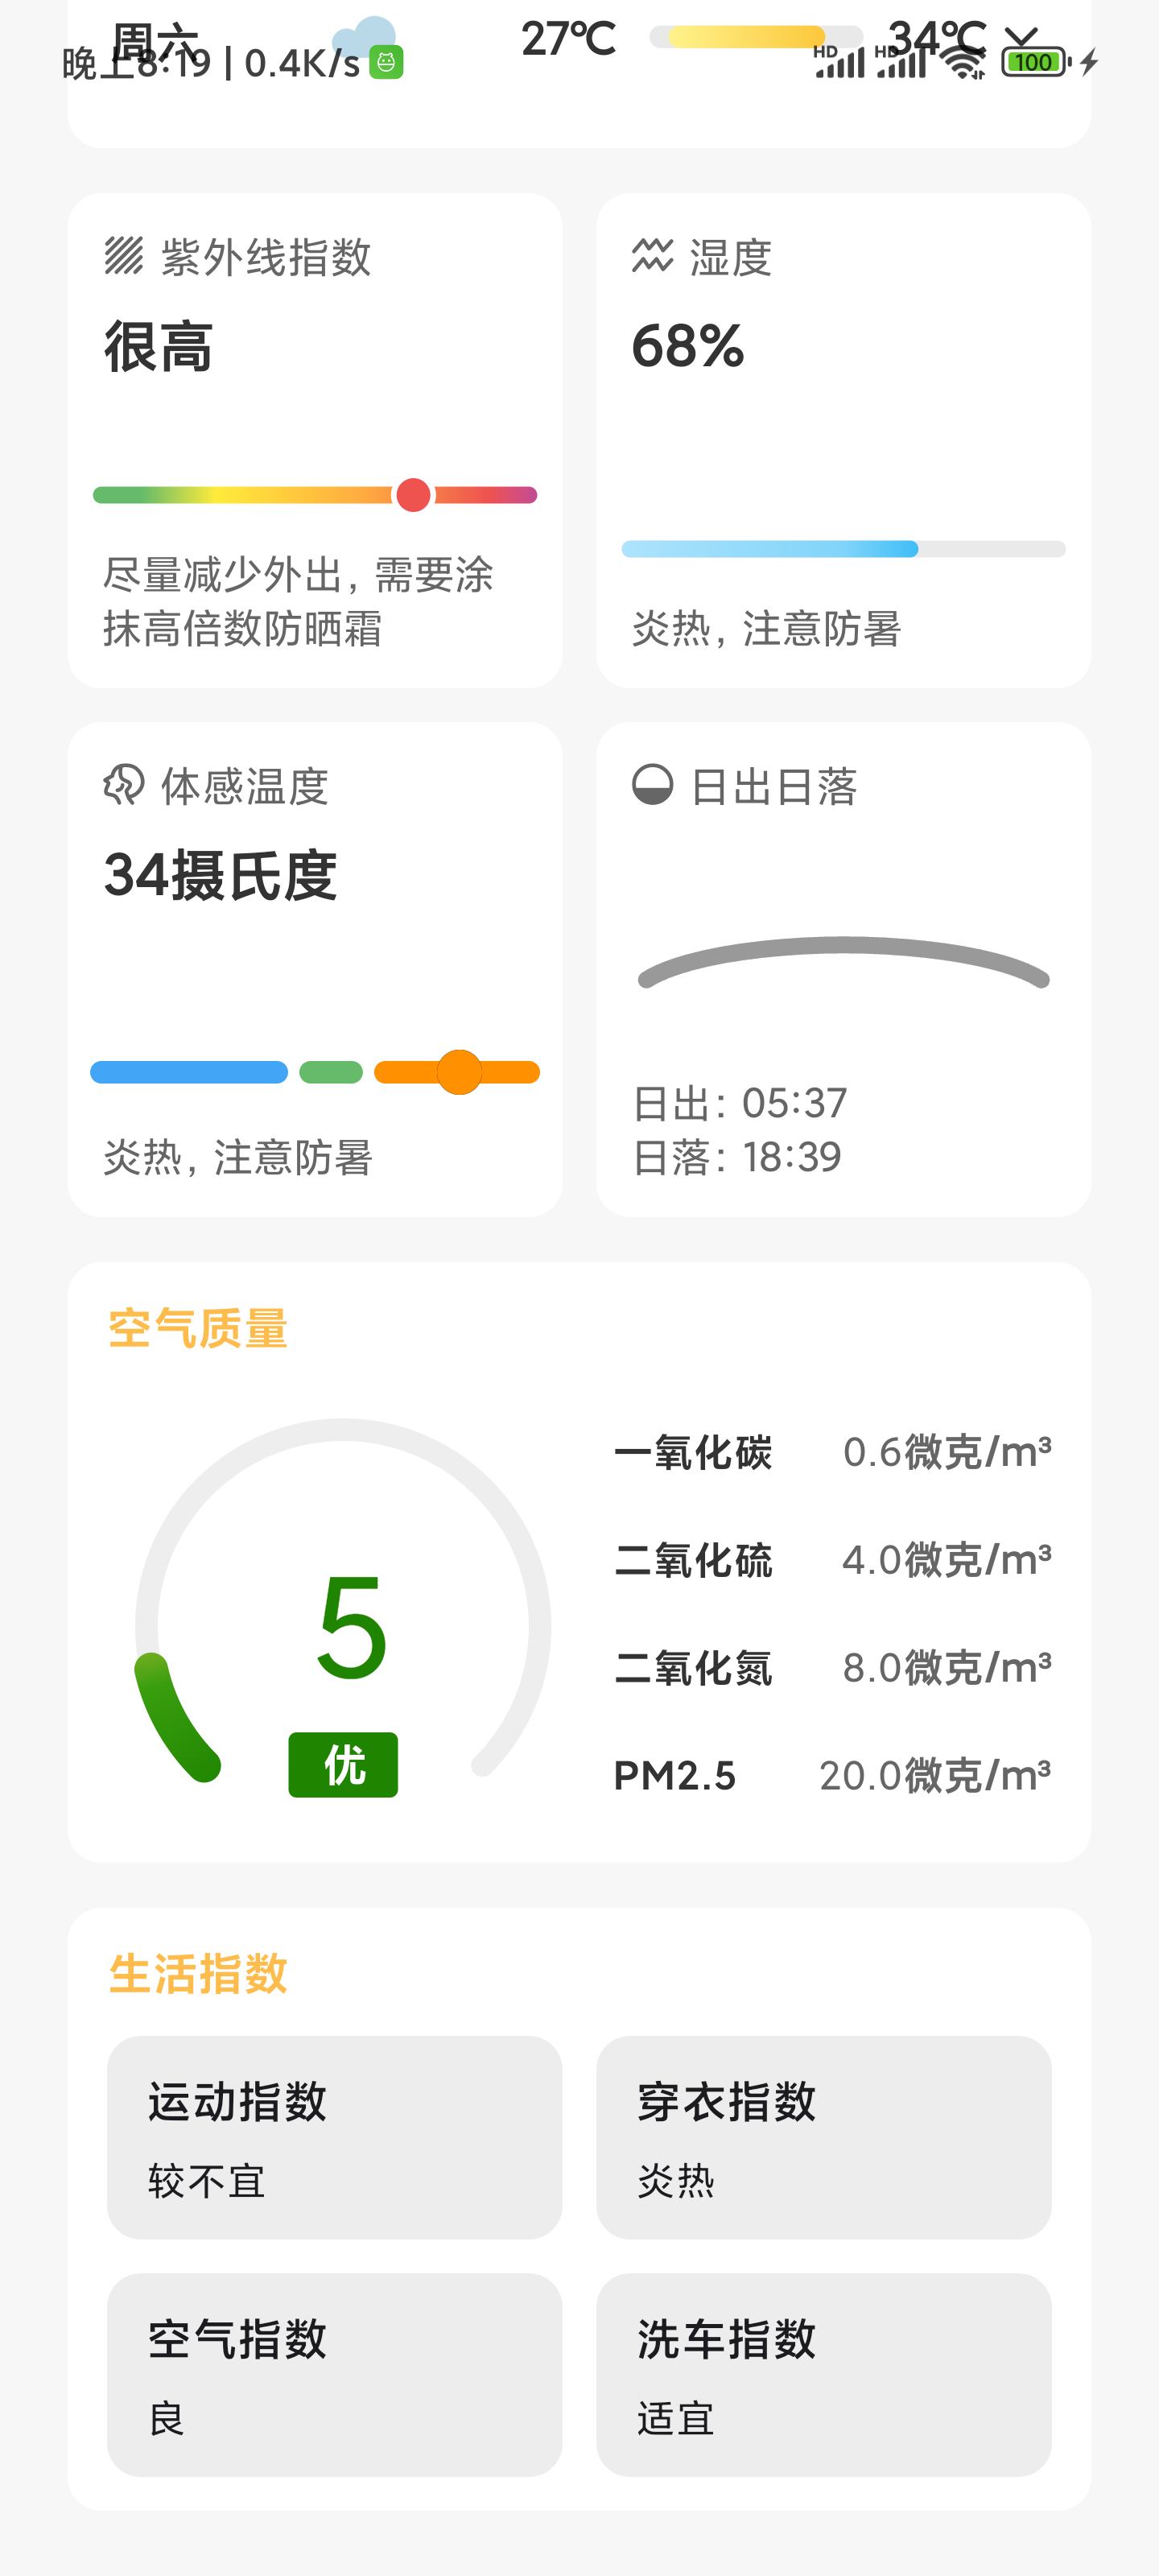 周六 27℃ 34℃
晚上8:19 | 0.4K/s HD HD 100
紫外线指数
很高
尽量减少外出，需要涂
抹高倍数防晒霜
湿度
68%
炎热，注意防暑
体感温度
34摄氏度
炎热，注意防暑
日出日落
日出：05:37
日落：18:39
空气质量
5
优
一氧化碳 0.6微克/m³
二氧化硫 4.0微克/m³
二氧化氮 8.0微克/m³
PM2.5 20.0微克/m³
生活指数
运动指数
较不宜
穿衣指数
炎热
空气指数
良
洗车指数
适宜